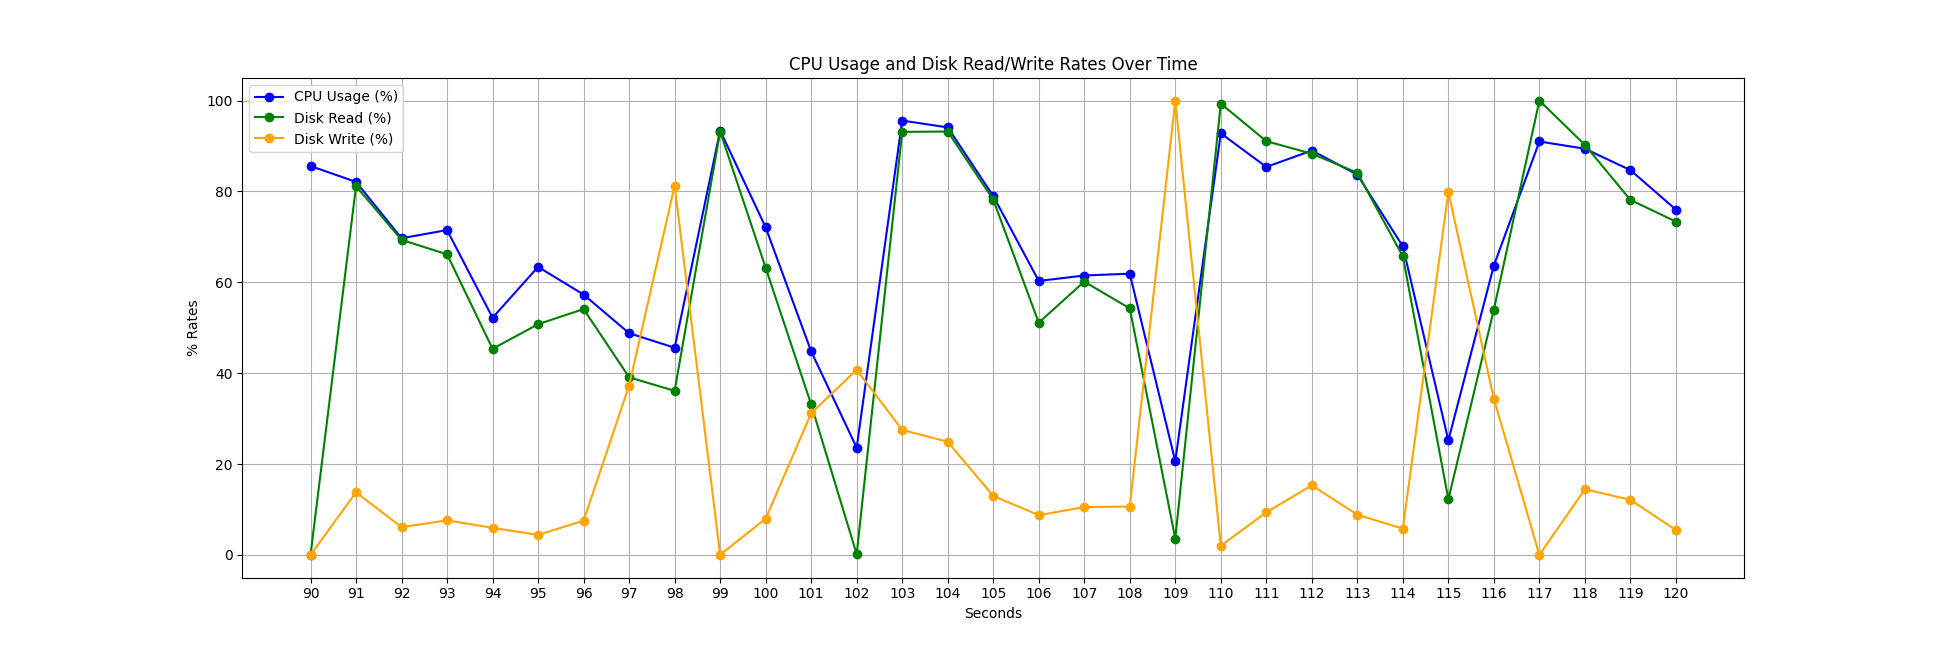 CPU Usage and Disk Read/Write Rates Over Time
CPU Usage (%)
Disk Read (%)
Disk Write (%)
100
80
60
40
20
0
% Rates
90 91 92 93 94 95 96 97 98 99 100 101 102 103 104 105 106 107 108 109 110 111 112 113 114 115 116 117 118 119 120
Seconds